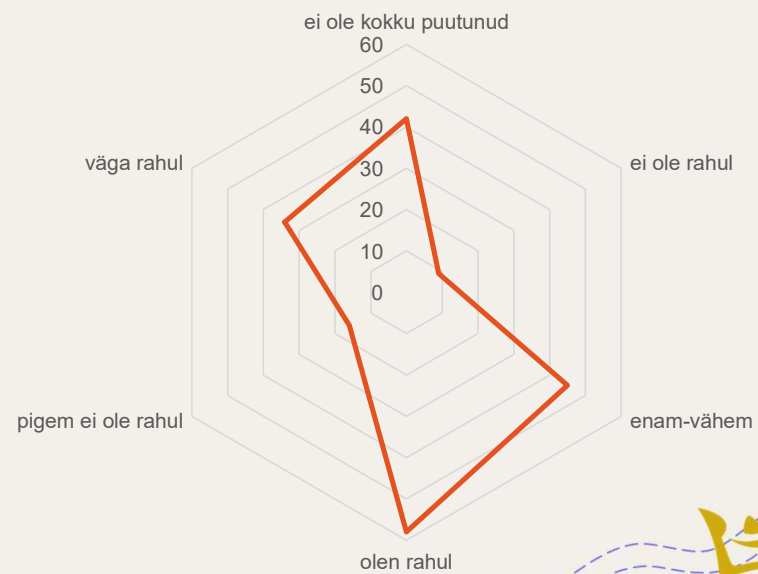 ei ole kokku puutunud
60
50
40
30
20
10
0
väga rahul
ei ole rahul
pigem ei ole rahul
enam-vähem
olen rahul